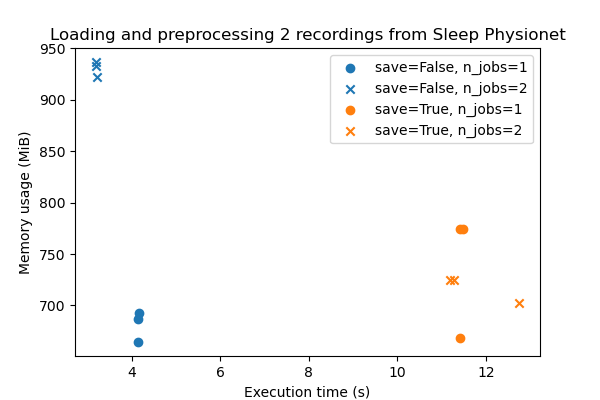 Loading and preprocessing 2 recordings from Sleep Physionet
950
900
850
800
750
700
Memory usage (MiB)
save=False, n_jobs=1
save=False, n_jobs=2
save=True, n_jobs=1
save=True, n_jobs=2
4 6 8 10 12
Execution time (s)